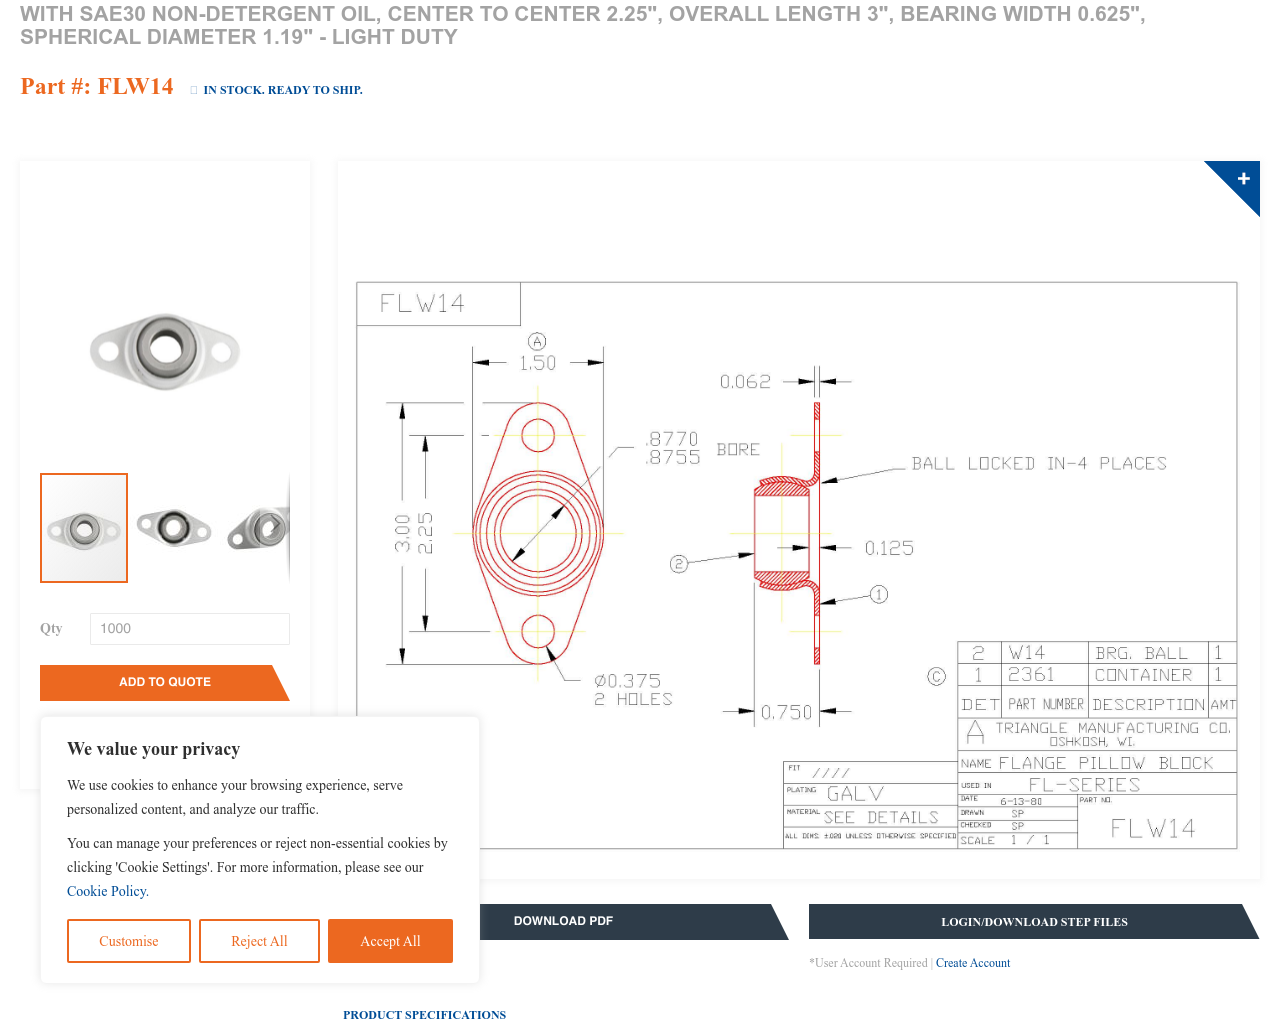 WITH SAE30 NON-DETERGENT OIL, CENTER TO CENTER 2.25", OVERALL LENGTH 3", BEARING WIDTH 0.625",
SPHERICAL DIAMETER 1.19" - LIGHT DUTY
Part #: FLW14
IN STOCK. READY TO SHIP.
+
FLW14
A
1.50
0.062
.8770
.8755
BORE
BALL LOCKED IN-4 PLACES
3.00
2.25
0.125
2
1
Ø0.375
2 HOLES
0.750
C
2 W14 BRG. BALL 1
1 2361 CONTAINER 1
DET PART NUMBER DESCRIPTION AMT
A TRIANGLE MANUFACTURING CO.
OSHKOSH, WI.
NAME FLANGE PILLOW BLOCK
USED IN FL-SERIES
DATE 6-13-80
DRAWN SP
CHECKED SP
SCALE 1 / 1
PART NO.
FLW14
FIT ////
PLATING GALV
MATERIAL SEE DETAILS
ALL DIMS. ±.020 UNLESS OTHERWISE SPECIFIED
Qty 1000
ADD TO QUOTE
We value your privacy
We use cookies to enhance your browsing experience, serve
personalized content, and analyze our traffic.
You can manage your preferences or reject non-essential cookies by
clicking 'Cookie Settings'. For more information, please see our
Cookie Policy.
Customise
Reject All
Accept All
DOWNLOAD PDF
LOGIN/DOWNLOAD STEP FILES
*User Account Required | Create Account
PRODUCT SPECIFICATIONS